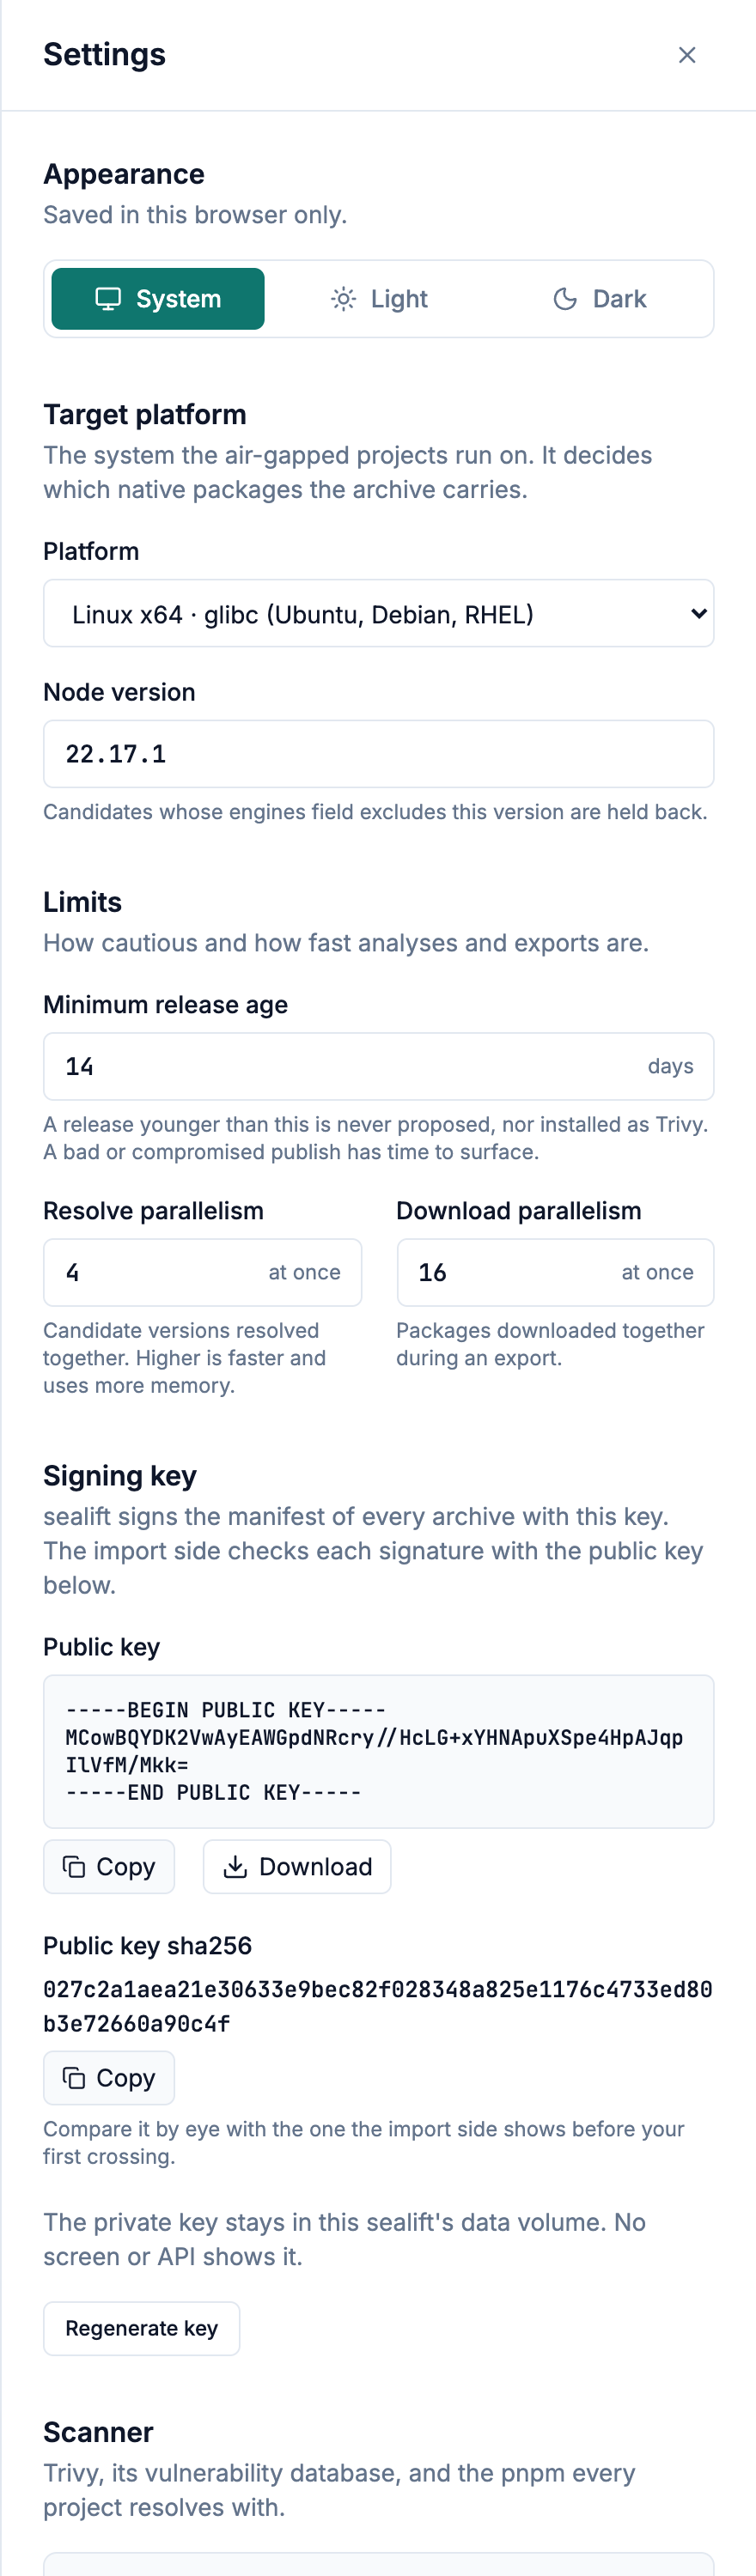 Settings
Appearance
Saved in this browser only.
System
Light
Dark
Target platform
The system the air-gapped projects run on. It decides
which native packages the archive carries.
Platform
Linux x64 · glibc (Ubuntu, Debian, RHEL)
Node version
22.17.1
Candidates whose engines field excludes this version are held back.
Limits
How cautious and how fast analyses and exports are.
Minimum release age
14 days
A release younger than this is never proposed, nor installed as Trivy.
A bad or compromised publish has time to surface.
Resolve parallelism
4 at once
Candidate versions resolved
together. Higher is faster and
uses more memory.
Download parallelism
16 at once
Packages downloaded together
during an export.
Signing key
sealift signs the manifest of every archive with this key.
The import side checks each signature with the public key
below.
Public key
-----BEGIN PUBLIC KEY-----
MCowBQYDK2VwAyEAWGpdNRcry//HcLG+xYHNApuXSpe4HpAJqp
IlVfM/Mkk=
-----END PUBLIC KEY-----
Copy
Download
Public key sha256
027c2a1aea21e30633e9bec82f028348a825e1176c4733ed80
b3e72660a90c4f
Copy
Compare it by eye with the one the import side shows before your
first crossing.
The private key stays in this sealift's data volume. No
screen or API shows it.
Regenerate key
Scanner
Trivy, its vulnerability database, and the pnpm every
project resolves with.